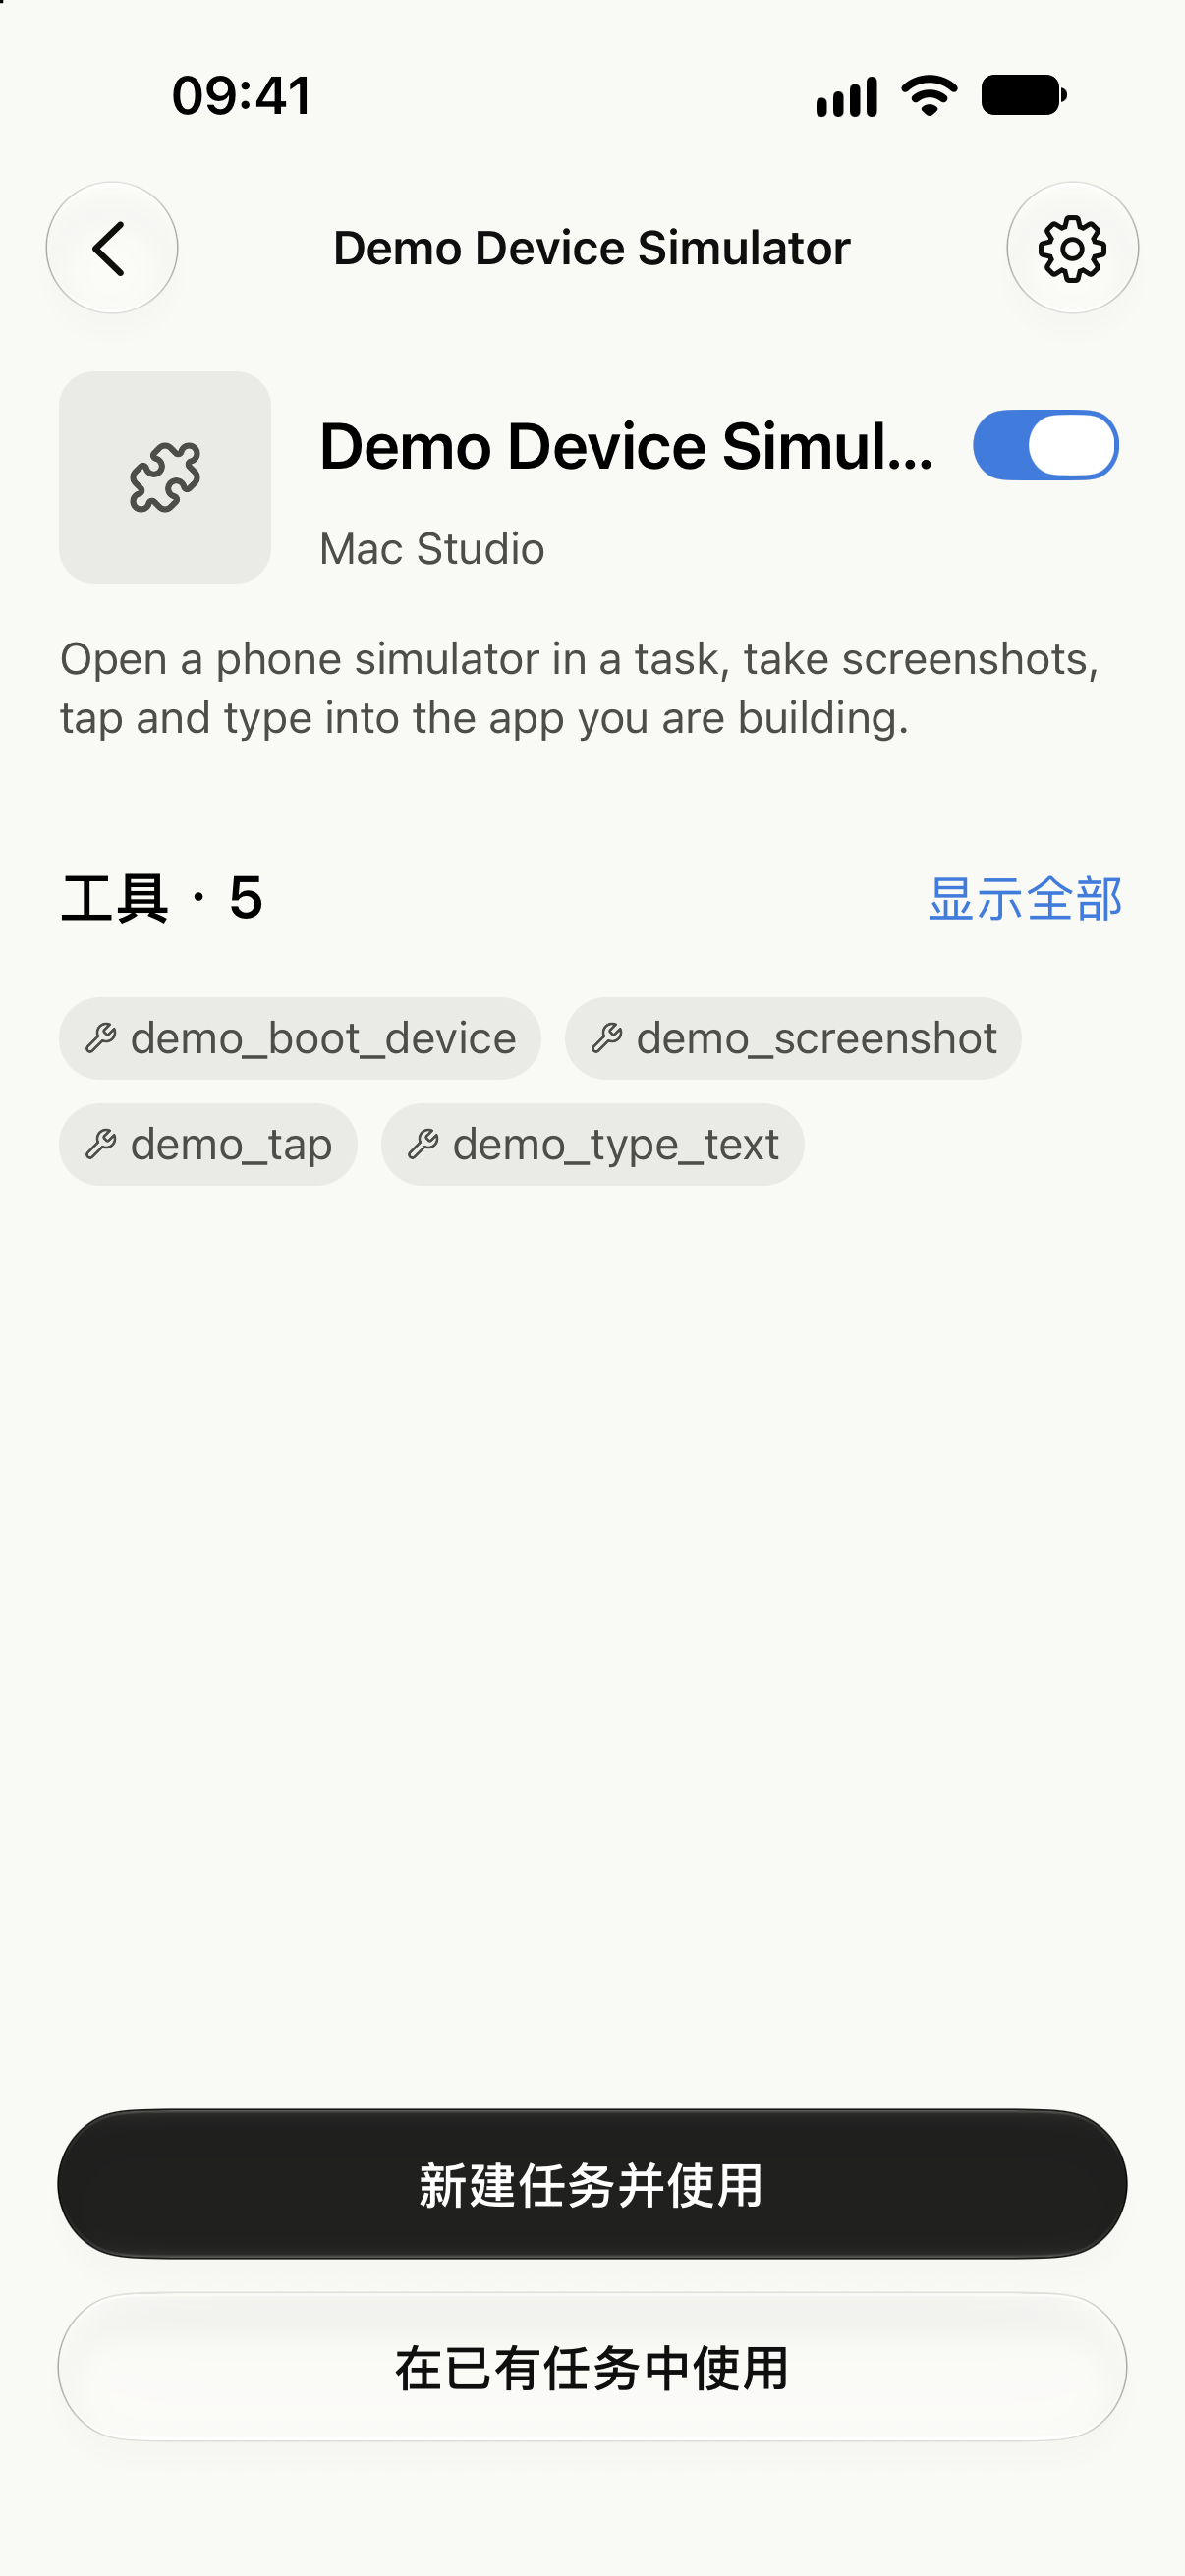 09:41
Demo Device Simulator
Demo Device Simul...
Mac Studio
Open a phone simulator in a task, take screenshots,
tap and type into the app you are building.
工具 · 5
显示全部
demo_boot_device
demo_screenshot
demo_tap
demo_type_text
新建任务并使用
在已有任务中使用